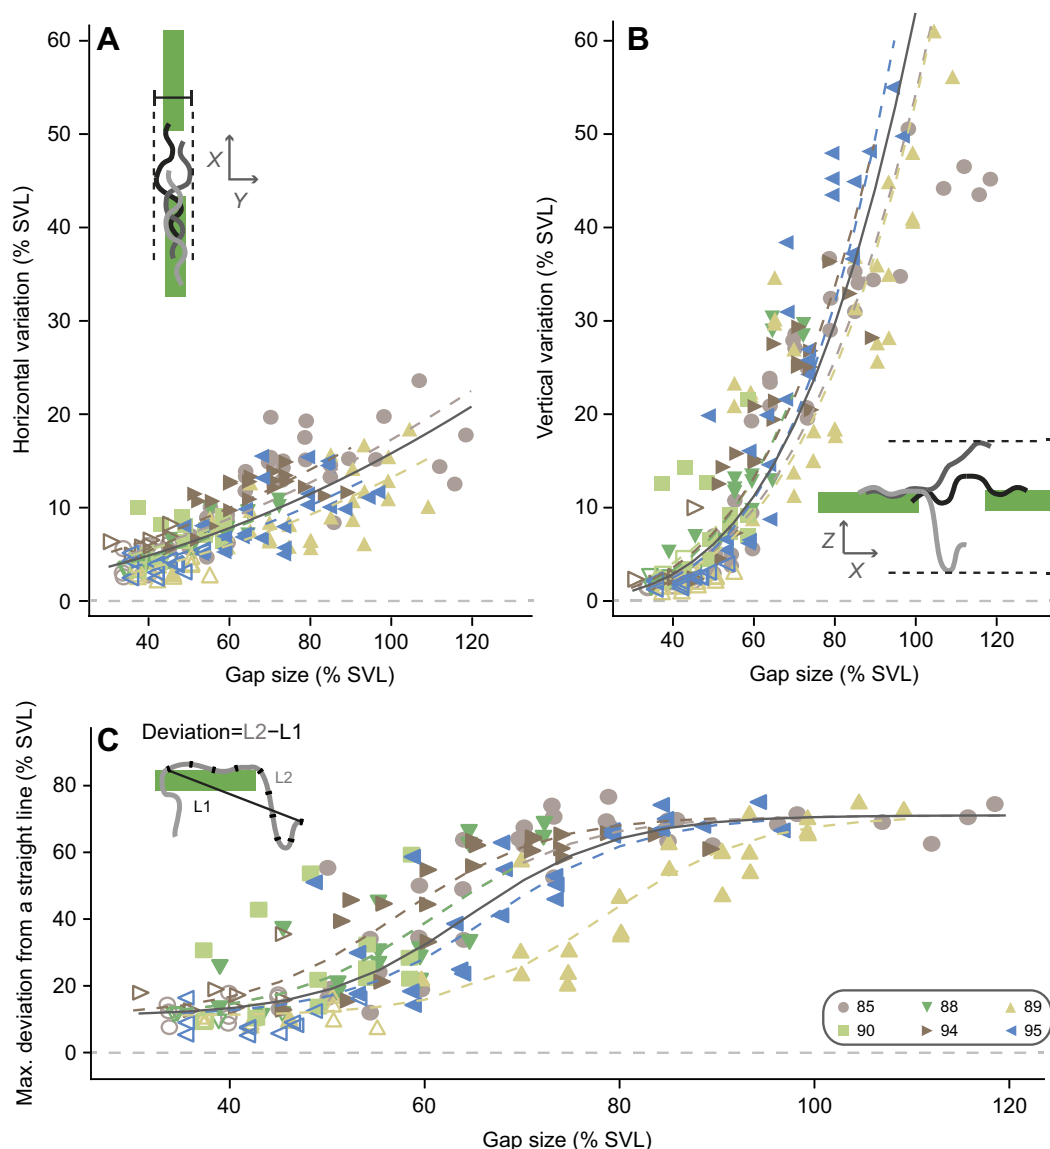 A
Horizontal variation (% SVL)
60
50
40
30
20
10
0
X
Y
40
60
80
100
120
Gap size (% SVL)
B
Vertical variation (% SVL)
60
50
40
30
20
10
0
Z
X
40
60
80
100
120
Gap size (% SVL)
C
Deviation=L2−L1
Max. deviation from a straight line (% SVL)
80
60
40
20
0
L2
L1
85 88 89
90 94 95
40
60
80
100
120
Gap size (% SVL)